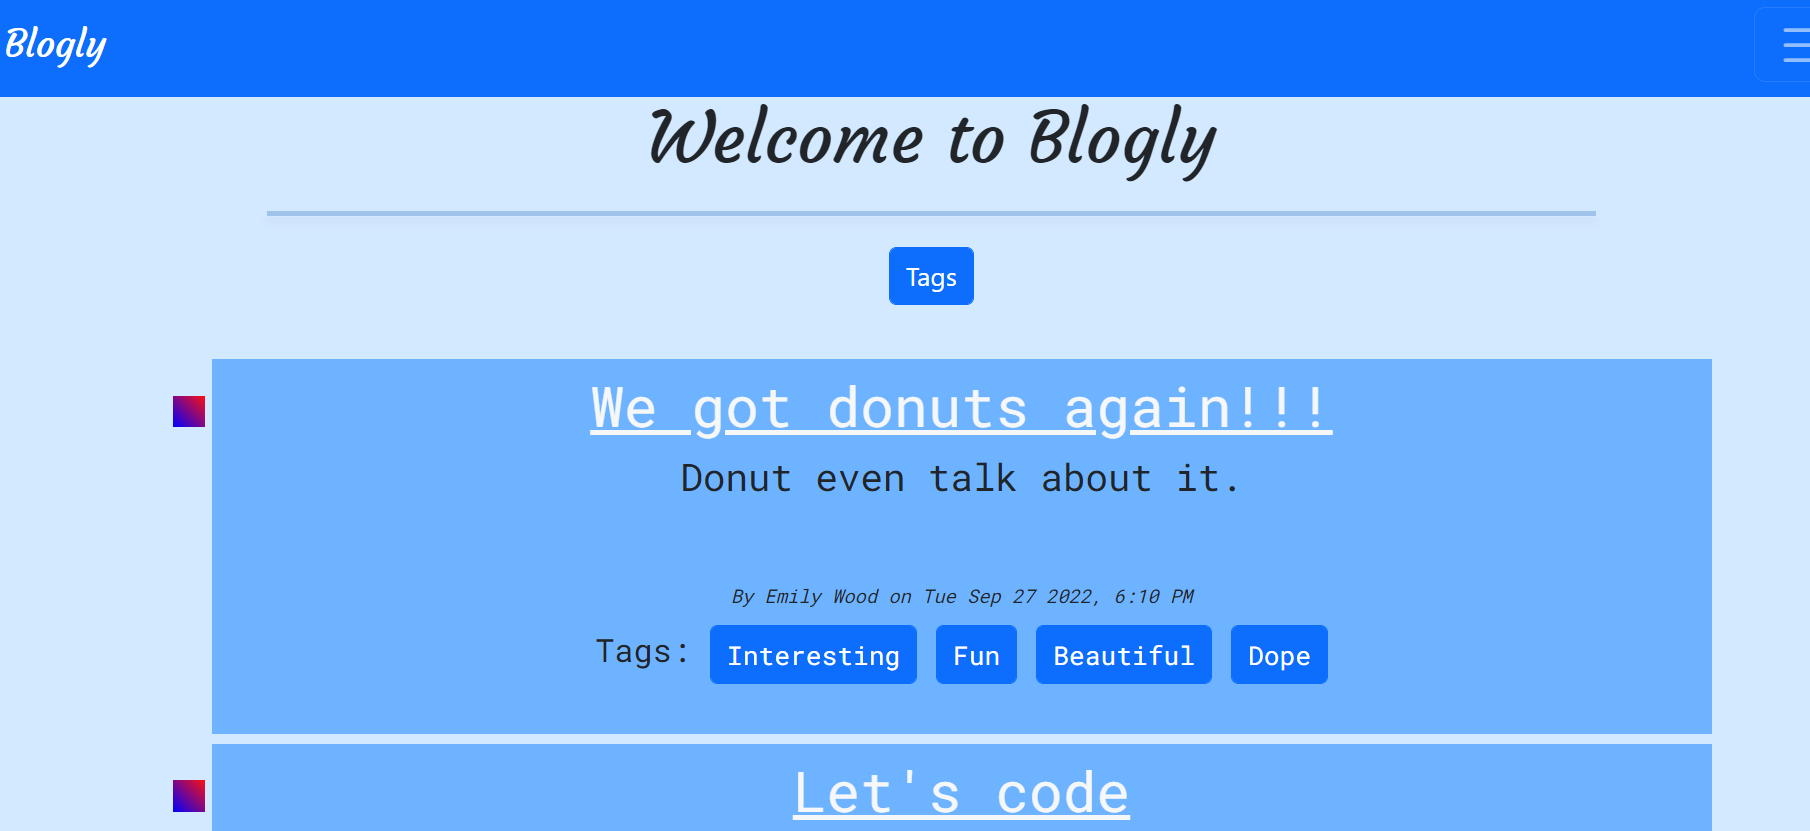 Blogly
Welcome to Blogly
Tags
We got donuts again!!!
Donut even talk about it.
By Emily Wood on Tue Sep 27 2022, 6:10 PM
Tags: Interesting Fun Beautiful Dope
Let's code